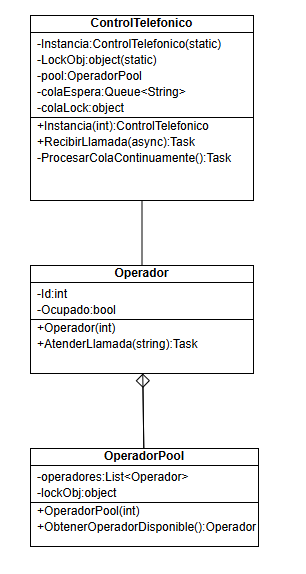 ControlTelefonico
-Instancia:ControlTelefonico(static)
-LockObj:object(static)
-pool:OperadorPool
-colaEspera:Queue<String>
-colaLock:object
+Instancia(int):ControlTelefonico
+RecibirLlamada(async):Task
-ProcesarColaContinuamente():Task
Operador
-Id:int
-Ocupado:bool
+Operador(int)
+AtenderLlamada(string):Task
OperadorPool
-operadores:List<Operador>
-lockObj:object
+OperadorPool(int)
+ObtenerOperadorDisponible():Operador